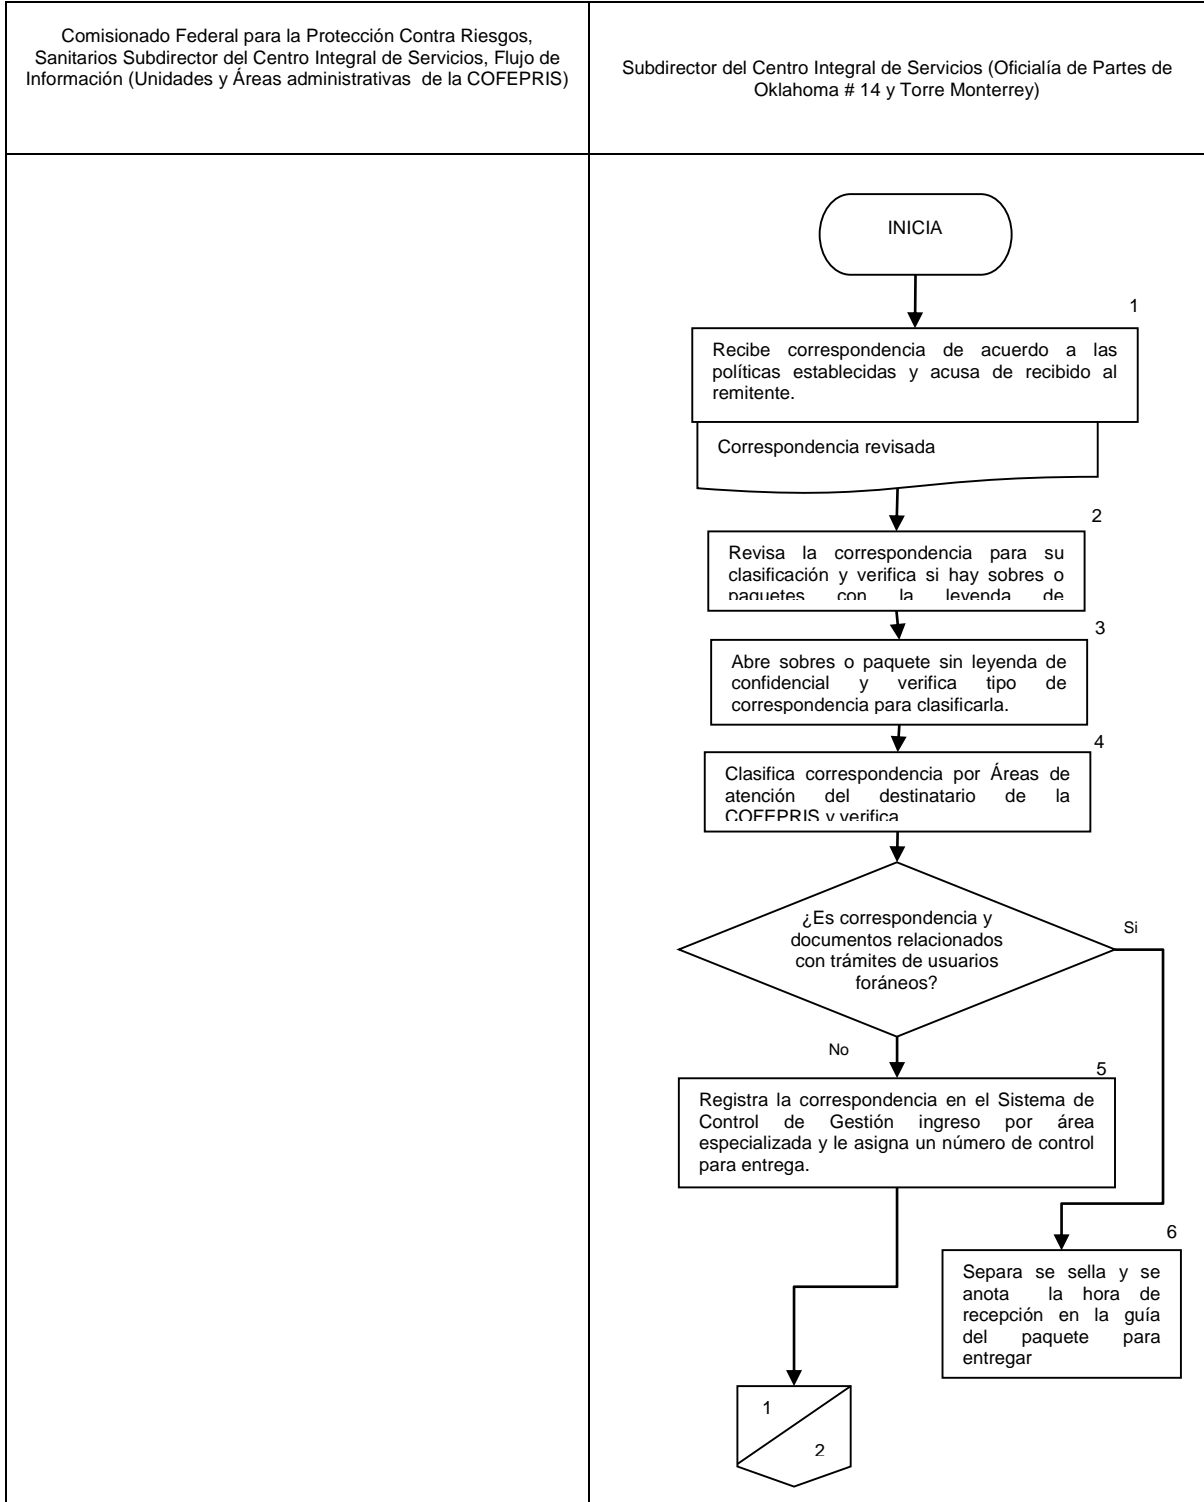 Comisionado Federal para la Protección Contra Riesgos,
Sanitarios Subdirector del Centro Integral de Servicios, Flujo de
Información (Unidades y Áreas administrativas de la COFEPRIS)
Subdirector del Centro Integral de Servicios (Oficialía de Partes de
Oklahoma # 14 y Torre Monterrey)
INICIA
1
Recibe correspondencia de acuerdo a las
políticas establecidas y acusa de recibido al
remitente.
Correspondencia revisada
2
Revisa la correspondencia para su
clasificación y verifica si hay sobres o
paquetes con la leyenda de
3
Abre sobres o paquete sin leyenda de
confidencial y verifica tipo de
correspondencia para clasificarla.
4
Clasifica correspondencia por Áreas de
atención del destinatario de la
COFEPRIS y verifica
¿Es correspondencia y
documentos relacionados
con trámites de usuarios
foráneos?
Si
No
5
Registra la correspondencia en el Sistema de
Control de Gestión ingreso por área
especializada y le asigna un número de control
para entrega.
6
Separa se sella y se
anota la hora de
recepción en la guía
del paquete para
entregar
1
2